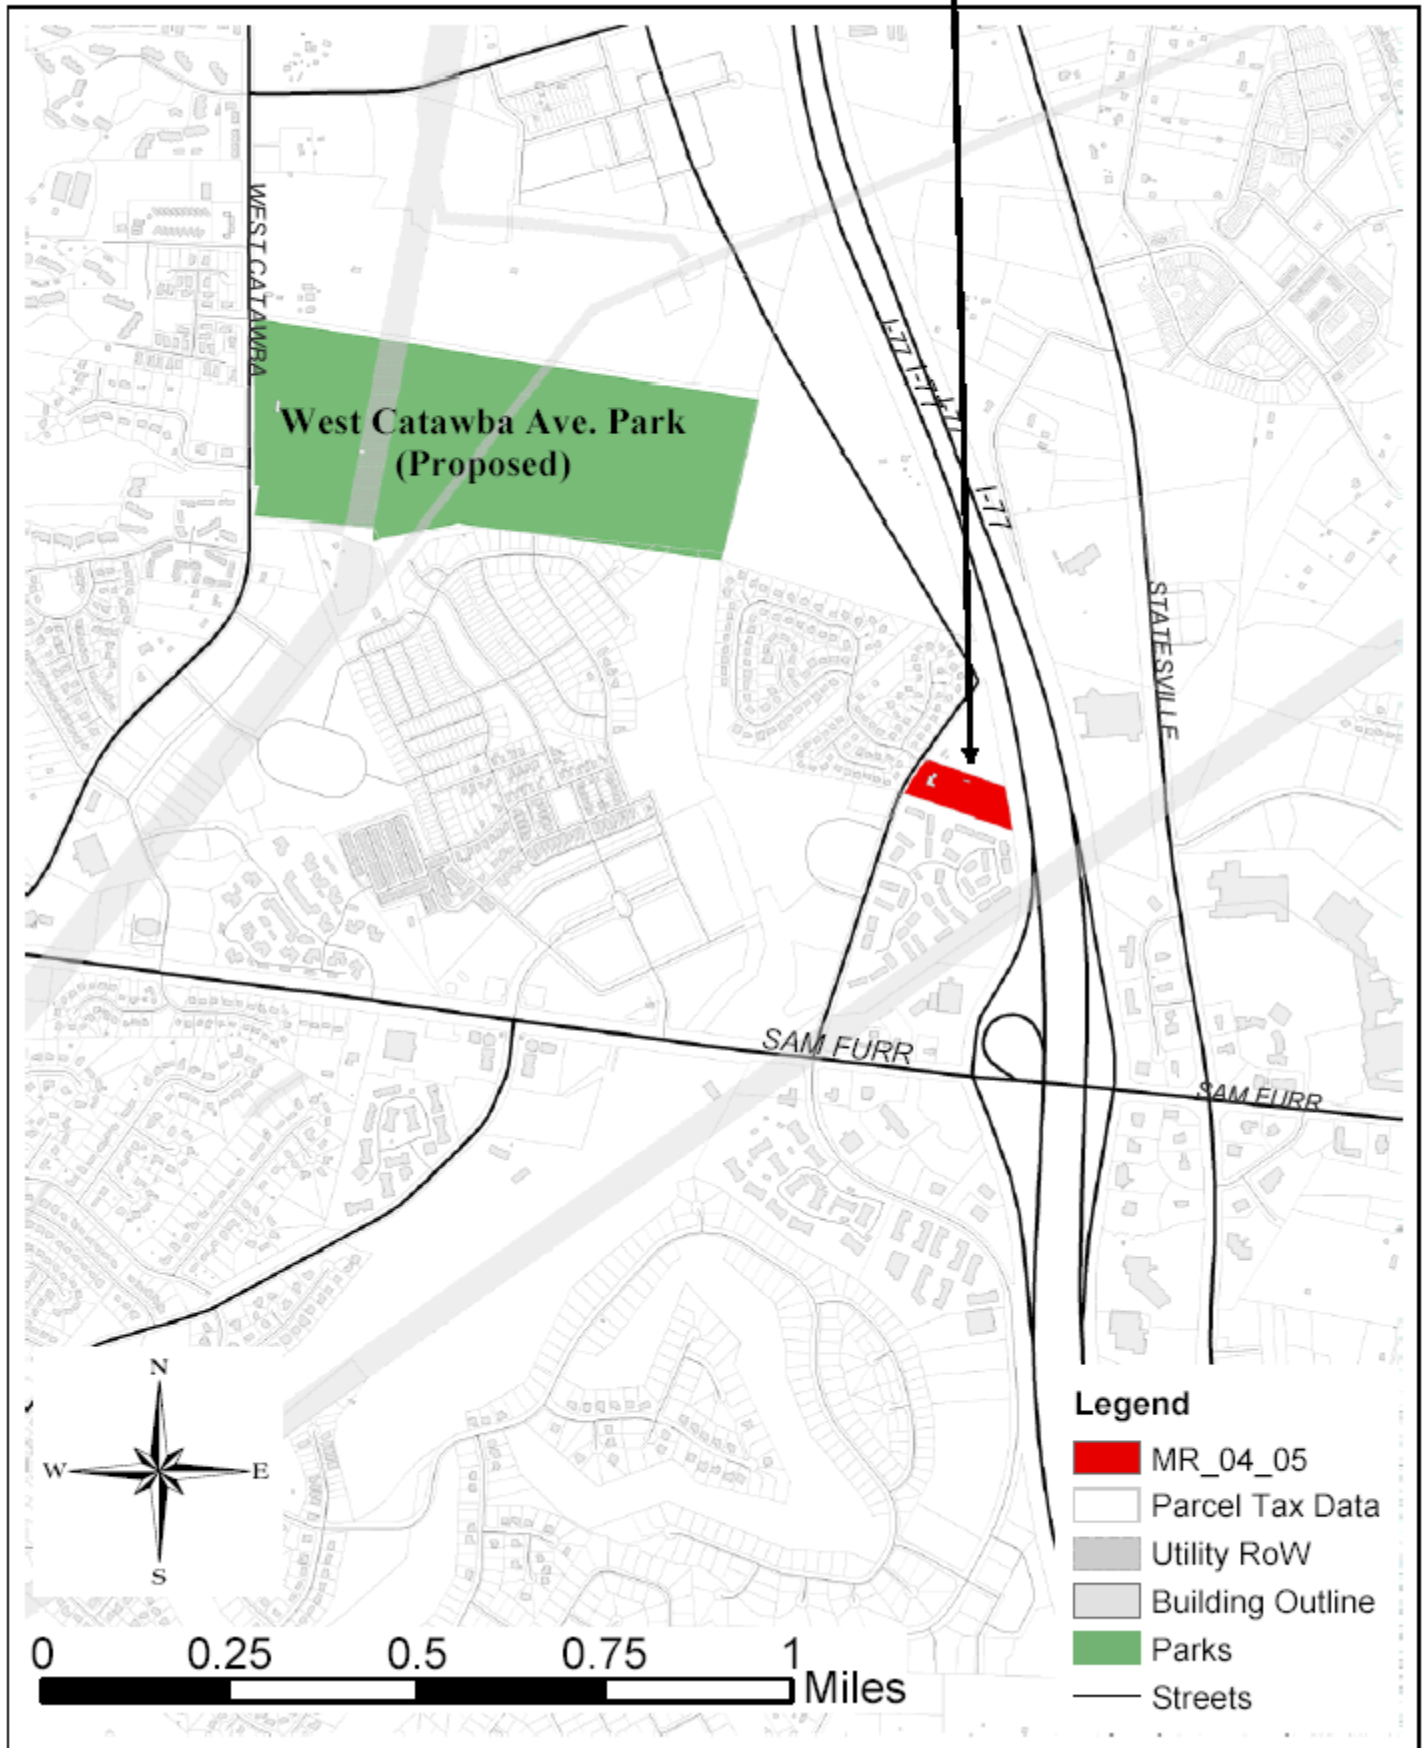 WEST CATAWBA
I-77
I-77
I-77
West Catawba Ave. Park
(Proposed)
I-77
STATESVILLE
SAM FURR
SAM FURR
N
W
E
S
Legend
MR_04_05
Parcel Tax Data
Utility RoW
Building Outline
Parks
Streets
0 0.25 0.5 0.75 1
Miles